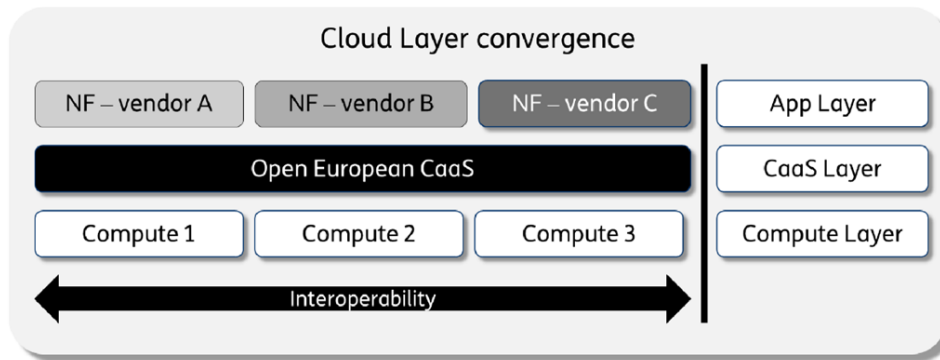 Cloud Layer convergence
NF – vendor A
NF – vendor B
NF – vendor C
App Layer
Open European CaaS
CaaS Layer
Compute 1
Compute 2
Compute 3
Compute Layer
Interoperability